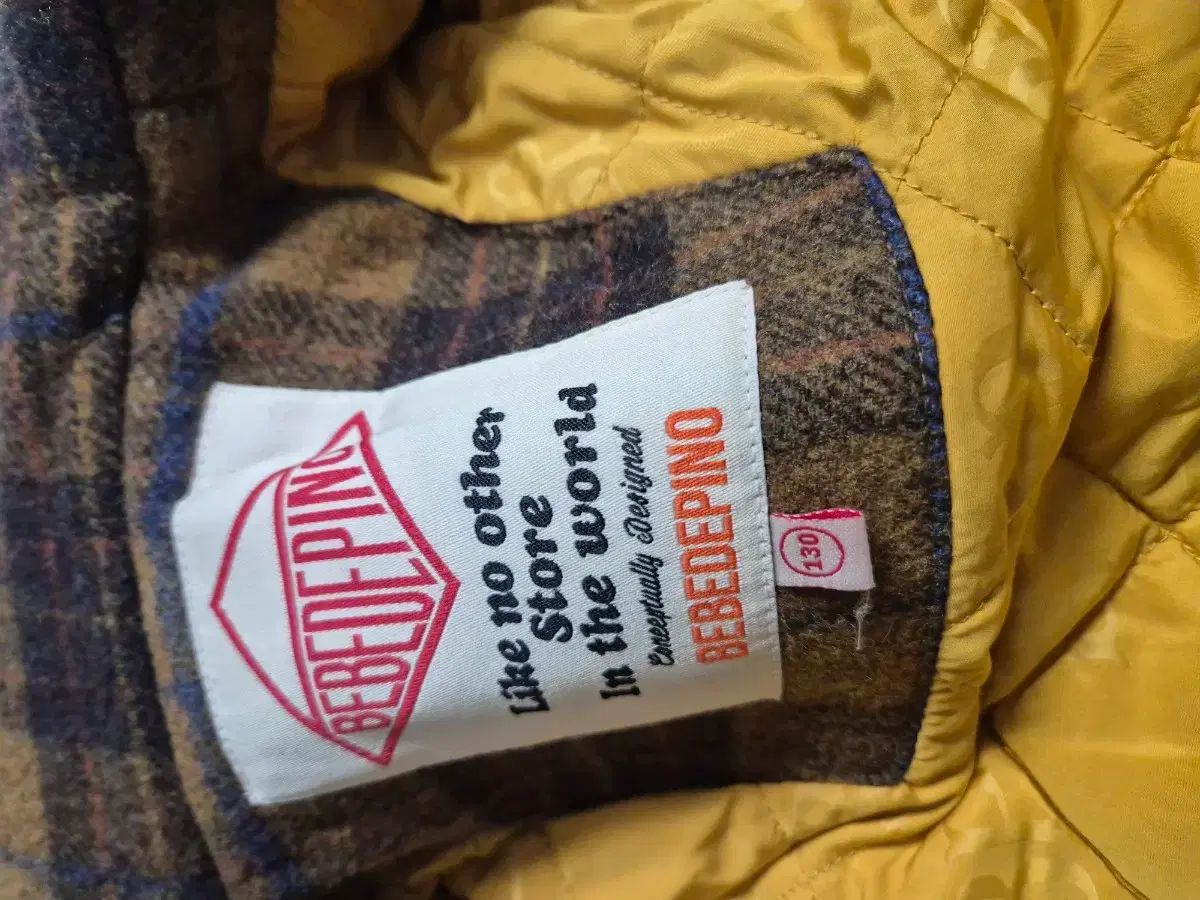 BEBEDEPINO
Like no other
Store
In the world
Conceptually Designed
BEBEDEPINO
130